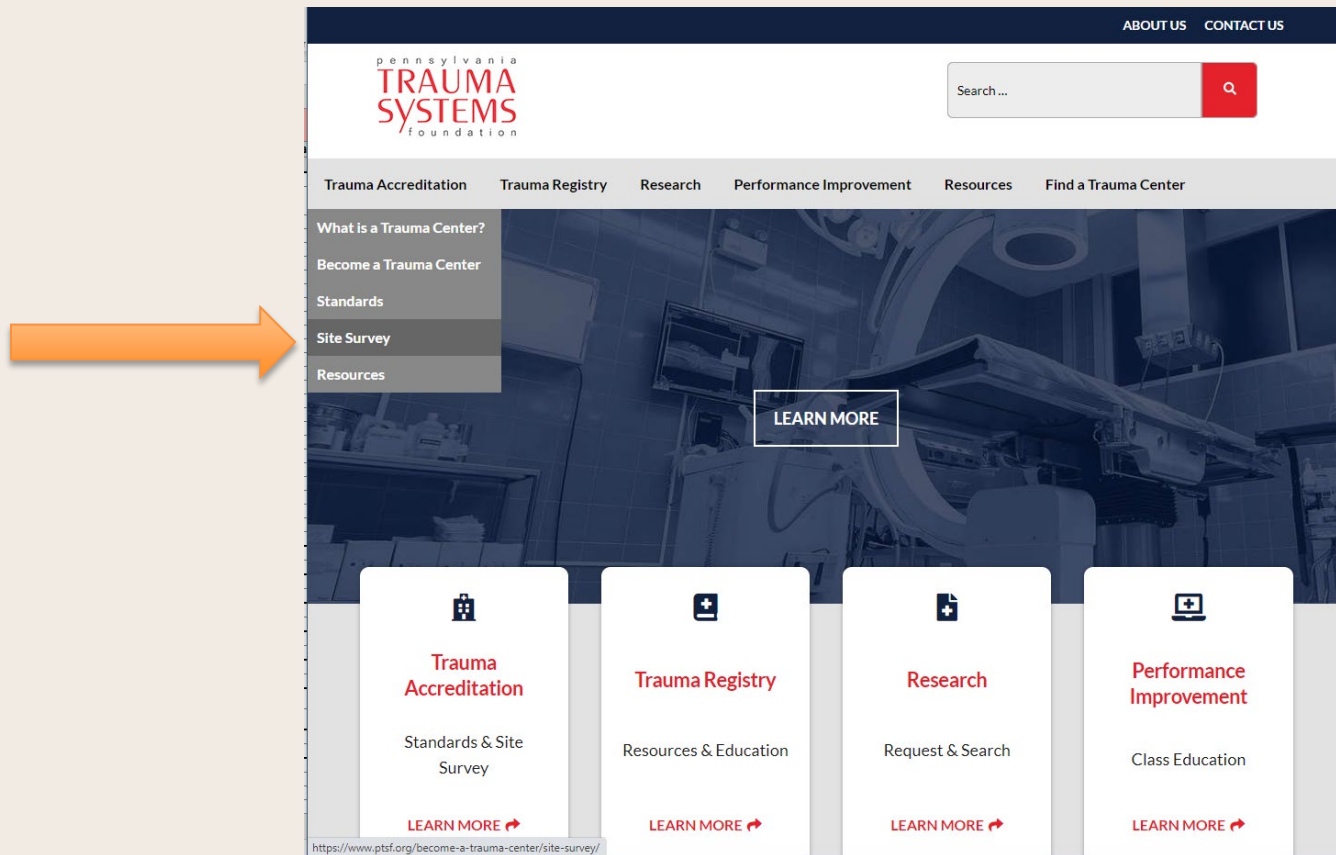 ABOUT US CONTACT US
pennsylvania
TRAUMA
SYSTEMS
foundation
Search ...
Trauma Accreditation Trauma Registry Research Performance Improvement Resources Find a Trauma Center
What is a Trauma Center?
Become a Trauma Center
Standards
Site Survey
Resources
LEARN MORE
Trauma
Accreditation
Standards & Site
Survey
LEARN MORE
Trauma Registry
Resources & Education
LEARN MORE
Research
Request & Search
LEARN MORE
Performance
Improvement
Class Education
LEARN MORE
https://www.ptsf.org/become-a-trauma-center/site-survey/